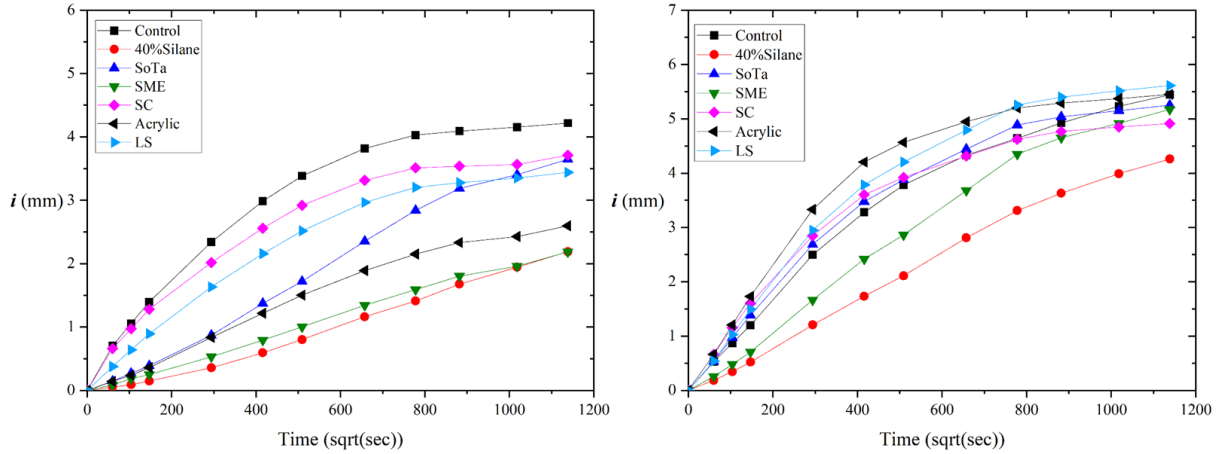 6
5
4
3
2
1
0
0
200
400
600
800
1000
1200
i (mm)
Time (sqrt(sec))
Control
40%Silane
SoTa
SME
SC
Acrylic
LS
7
6
5
4
3
2
1
0
0
200
400
600
800
1000
1200
i (mm)
Time (sqrt(sec))
Control
40%Silane
SoTa
SME
SC
Acrylic
LS